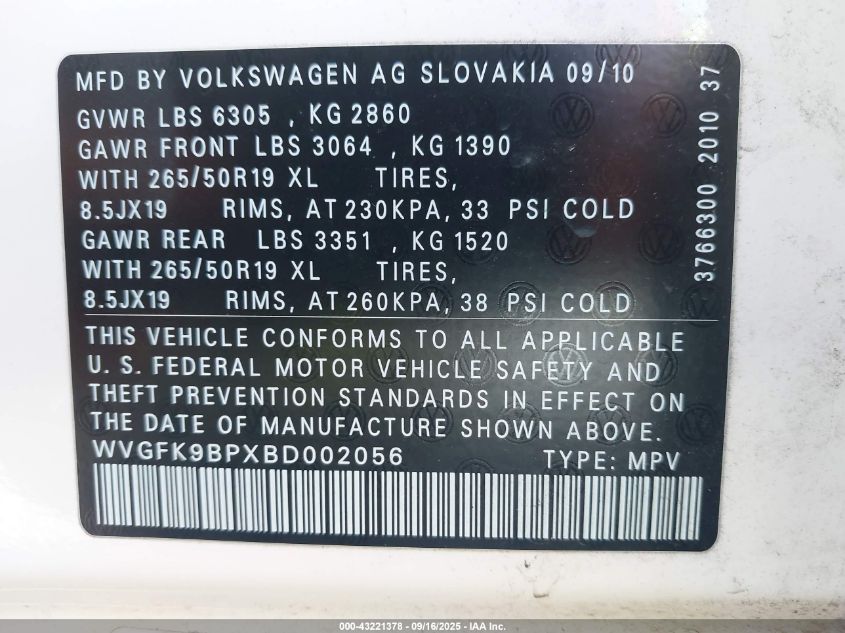 MFD BY VOLKSWAGEN AG SLOVAKIA 09/10
GVWR LBS 6305 , KG 2860
GAWR FRONT LBS 3064 , KG 1390
WITH 265/50R19 XL TIRES,
8.5JX19 RIMS, AT 230KPA, 33 PSI COLD
GAWR REAR LBS 3351 , KG 1520
WITH 265/50R19 XL TIRES,
8.5JX19 RIMS, AT 260KPA, 38 PSI COLD
THIS VEHICLE CONFORMS TO ALL APPLICABLE
U. S. FEDERAL MOTOR VEHICLE SAFETY AND
THEFT PREVENTION STANDARDS IN EFFECT ON
THE DATE OF MANUFACTURE SHOWN ABOVE.
WVGFK9BPXBD002056 TYPE: MPV
3766300 2010 37
000-43221378 - 09/16/2025 - IAA Inc.